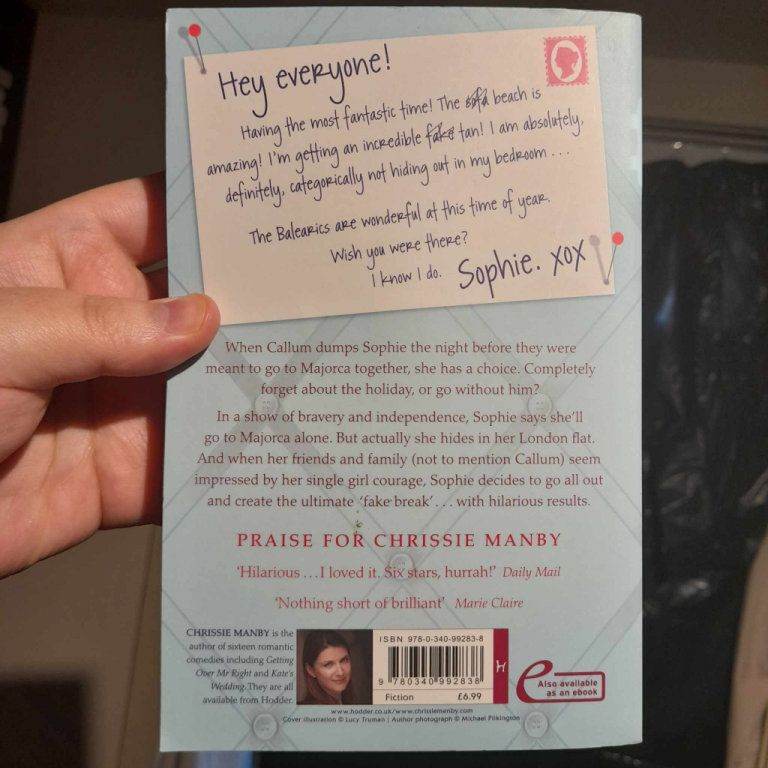 Hey everyone!
Having the most fantastic time! The sofa beach is
amazing! I'm getting an incredible fake tan! I am absolutely,
definitely, categorically not hiding out in my bedroom ...
The Balearics are wonderful at this time of year.
Wish you were there?
I know I do. Sophie. xox
When Callum dumps Sophie the night before they were
meant to go to Majorca together, she has a choice. Completely
forget about the holiday, or go without him?
In a show of bravery and independence, Sophie says she'll
go to Majorca alone. But actually she hides in her London flat.
And when her friends and family (not to mention Callum) seem
impressed by her single girl courage, Sophie decides to go all out
and create the ultimate 'fake break' ... with hilarious results.
PRAISE FOR CHRISSIE MANBY
'Hilarious ... I loved it. Six stars, hurrah!' Daily Mail
'Nothing short of brilliant' Marie Claire
CHRISSIE MANBY is the
author of sixteen romantic
comedies including Getting
Over Mr Right and Kate's
Wedding. They are all
available from Hodder.
ISBN 978-0-340-99283-8
9 780340 992838
Fiction £6.99
H
e
Also available
as an ebook
www.hodder.co.uk/www.chrissiemanby.com
Cover illustration © Lucy Truman | Author photograph © Michael Pilkington